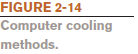 FIGURE 2-14
Computer cooling
methods.